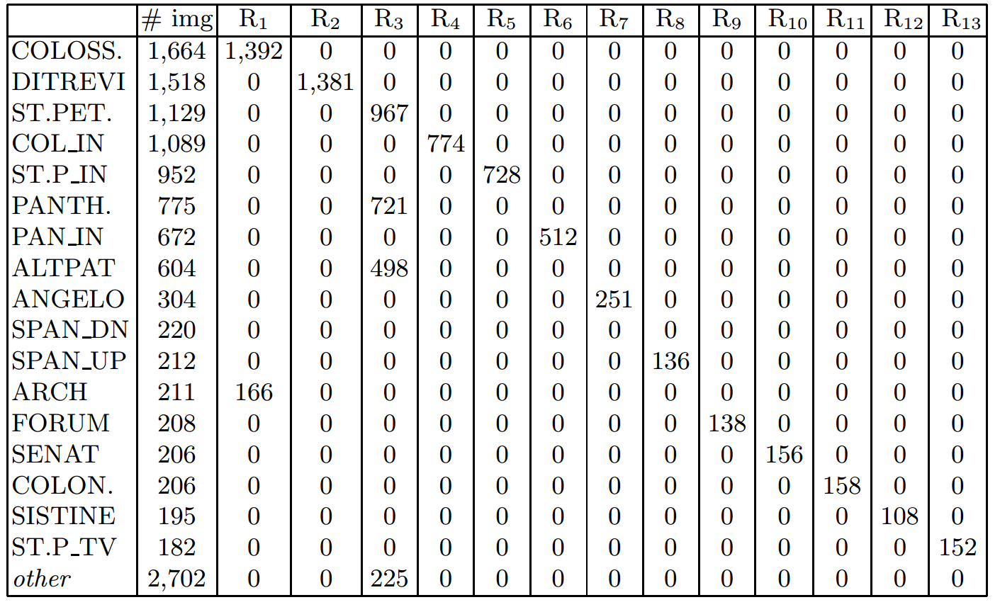 # img R₁ R₂ R₃ R₄ R₅ R₆ R₇ R₈ R₉ R₁₀ R₁₁ R₁₂ R₁₃
COLOSS. 1,664 1,392 0 0 0 0 0 0 0 0 0 0 0 0
DITREVI 1,518 0 1,381 0 0 0 0 0 0 0 0 0 0 0
ST.PET. 1,129 0 0 967 0 0 0 0 0 0 0 0 0 0
COL_IN 1,089 0 0 0 774 0 0 0 0 0 0 0 0 0
ST.P_IN 952 0 0 0 0 728 0 0 0 0 0 0 0 0
PANTH. 775 0 0 721 0 0 0 0 0 0 0 0 0 0
PAN_IN 672 0 0 0 0 0 512 0 0 0 0 0 0 0
ALTPAT 604 0 0 498 0 0 0 0 0 0 0 0 0 0
ANGELO 304 0 0 0 0 0 0 251 0 0 0 0 0 0
SPAN_DN 220 0 0 0 0 0 0 0 0 0 0 0 0 0
SPAN_UP 212 0 0 0 0 0 0 0 136 0 0 0 0 0
ARCH 211 166 0 0 0 0 0 0 0 0 0 0 0 0
FORUM 208 0 0 0 0 0 0 0 0 138 0 0 0 0
SENAT 206 0 0 0 0 0 0 0 0 0 156 0 0 0
COLON. 206 0 0 0 0 0 0 0 0 0 0 158 0 0
SISTINE 195 0 0 0 0 0 0 0 0 0 0 0 108 0
ST.P_TV 182 0 0 0 0 0 0 0 0 0 0 0 0 152
other 2,702 0 0 225 0 0 0 0 0 0 0 0 0 0